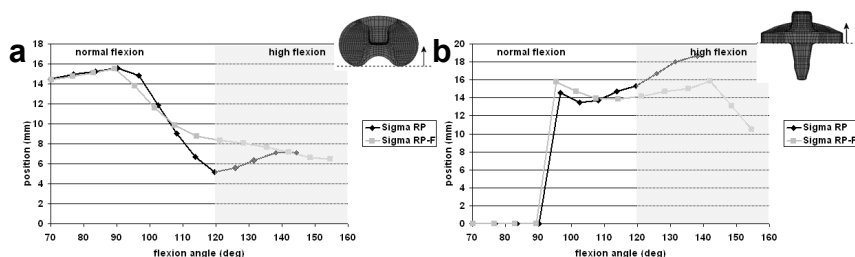 a
normal flexion
high flexion
18
16
14
12
10
8
6
4
2
0
position (mm)
70 80 90 100 110 120 130 140 150 160
flexion angle (deg)
Sigma RP
Sigma RP-F
b
normal flexion
high flexion
20
18
16
14
12
10
8
6
4
2
0
position (mm)
70 80 90 100 110 120 130 140 150 160
flexion angle (deg)
Sigma RP
Sigma RP-F